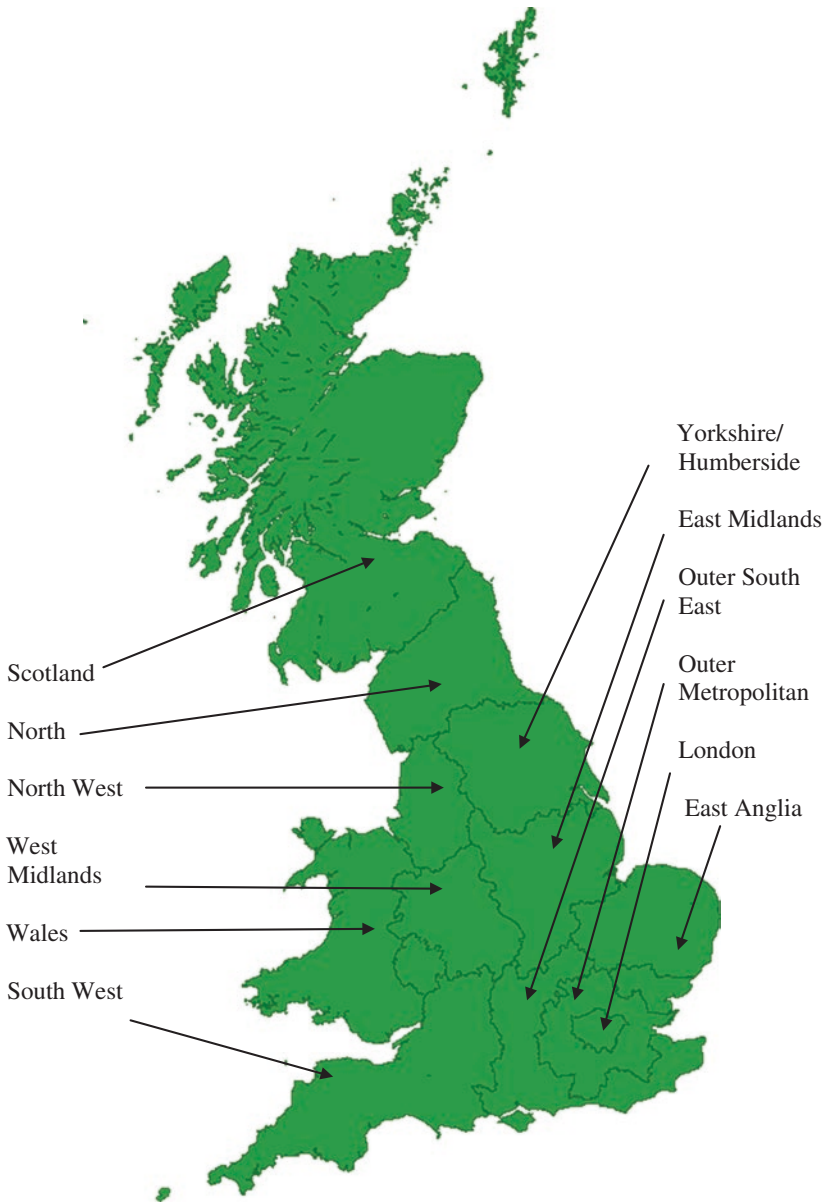 Yorkshire/
Humberside
East Midlands
Outer South
East
Outer
Metropolitan
London
East Anglia
Scotland
North
North West
West
Midlands
Wales
South West